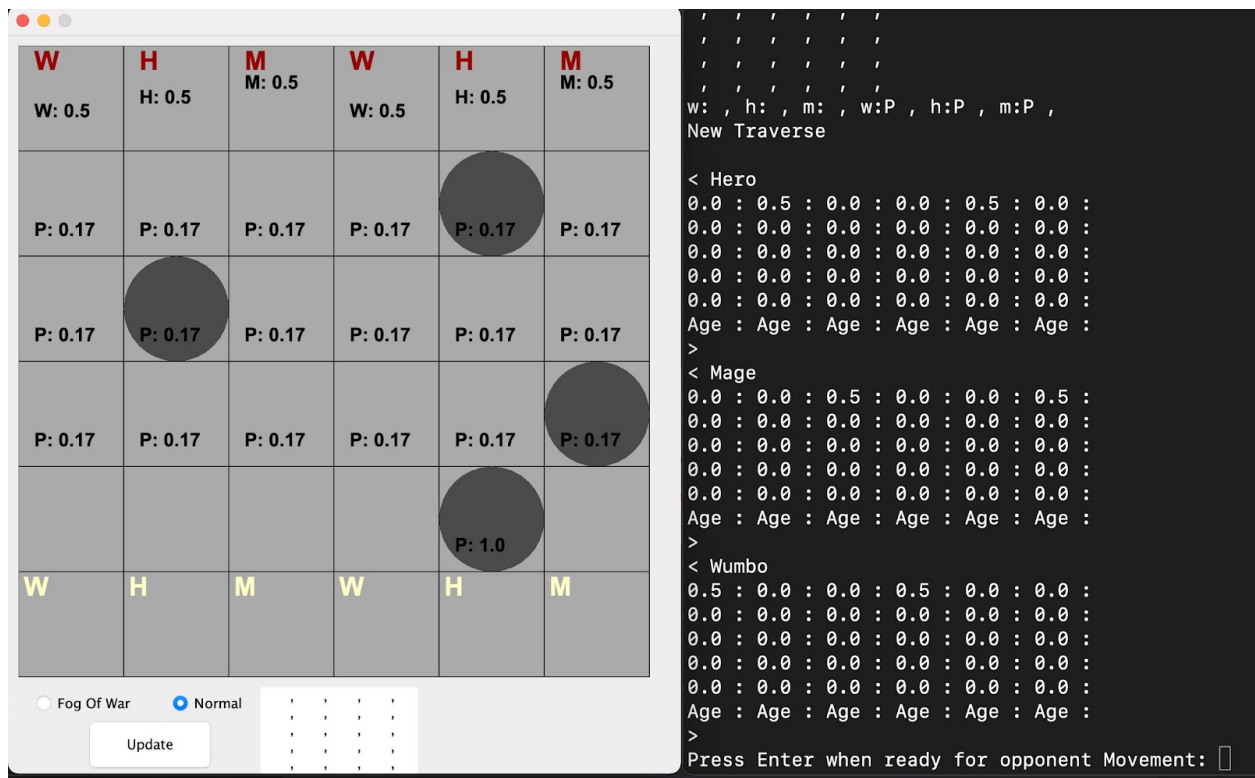 W H M W H M
M: 0.5 M: 0.5
H: 0.5 H: 0.5
W: 0.5 W: 0.5
P: 0.17 P: 0.17 P: 0.17 P: 0.17 P: 0.17 P: 0.17
P: 0.17 P: 0.17 P: 0.17 P: 0.17 P: 0.17 P: 0.17
P: 0.17 P: 0.17 P: 0.17 P: 0.17 P: 0.17 P: 0.17
P: 1.0
W H M W H M
Fog Of War Normal
, , , ,
, , , ,
, , , ,
, , , ,
, , , ,
Update
, , , , , ,
, , , , , ,
, , , , , ,
, , , , , ,
w: , h: , m: , w:P , h:P , m:P ,
New Traverse
< Hero
0.0 : 0.5 : 0.0 : 0.0 : 0.5 : 0.0 :
0.0 : 0.0 : 0.0 : 0.0 : 0.0 : 0.0 :
0.0 : 0.0 : 0.0 : 0.0 : 0.0 : 0.0 :
0.0 : 0.0 : 0.0 : 0.0 : 0.0 : 0.0 :
0.0 : 0.0 : 0.0 : 0.0 : 0.0 : 0.0 :
Age : Age : Age : Age : Age : Age :
>
< Mage
0.0 : 0.0 : 0.5 : 0.0 : 0.0 : 0.5 :
0.0 : 0.0 : 0.0 : 0.0 : 0.0 : 0.0 :
0.0 : 0.0 : 0.0 : 0.0 : 0.0 : 0.0 :
0.0 : 0.0 : 0.0 : 0.0 : 0.0 : 0.0 :
0.0 : 0.0 : 0.0 : 0.0 : 0.0 : 0.0 :
Age : Age : Age : Age : Age : Age :
>
< Wumbo
0.5 : 0.0 : 0.0 : 0.5 : 0.0 : 0.0 :
0.0 : 0.0 : 0.0 : 0.0 : 0.0 : 0.0 :
0.0 : 0.0 : 0.0 : 0.0 : 0.0 : 0.0 :
0.0 : 0.0 : 0.0 : 0.0 : 0.0 : 0.0 :
0.0 : 0.0 : 0.0 : 0.0 : 0.0 : 0.0 :
Age : Age : Age : Age : Age : Age :
>
Press Enter when ready for opponent Movement: